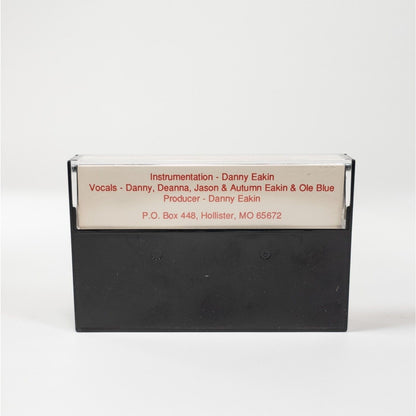 Instrumentation - Danny Eakin
Vocals - Danny, Deanna, Jason & Autumn Eakin & Ole Blue
Producer - Danny Eakin
P.O. Box 448, Hollister, MO 65672